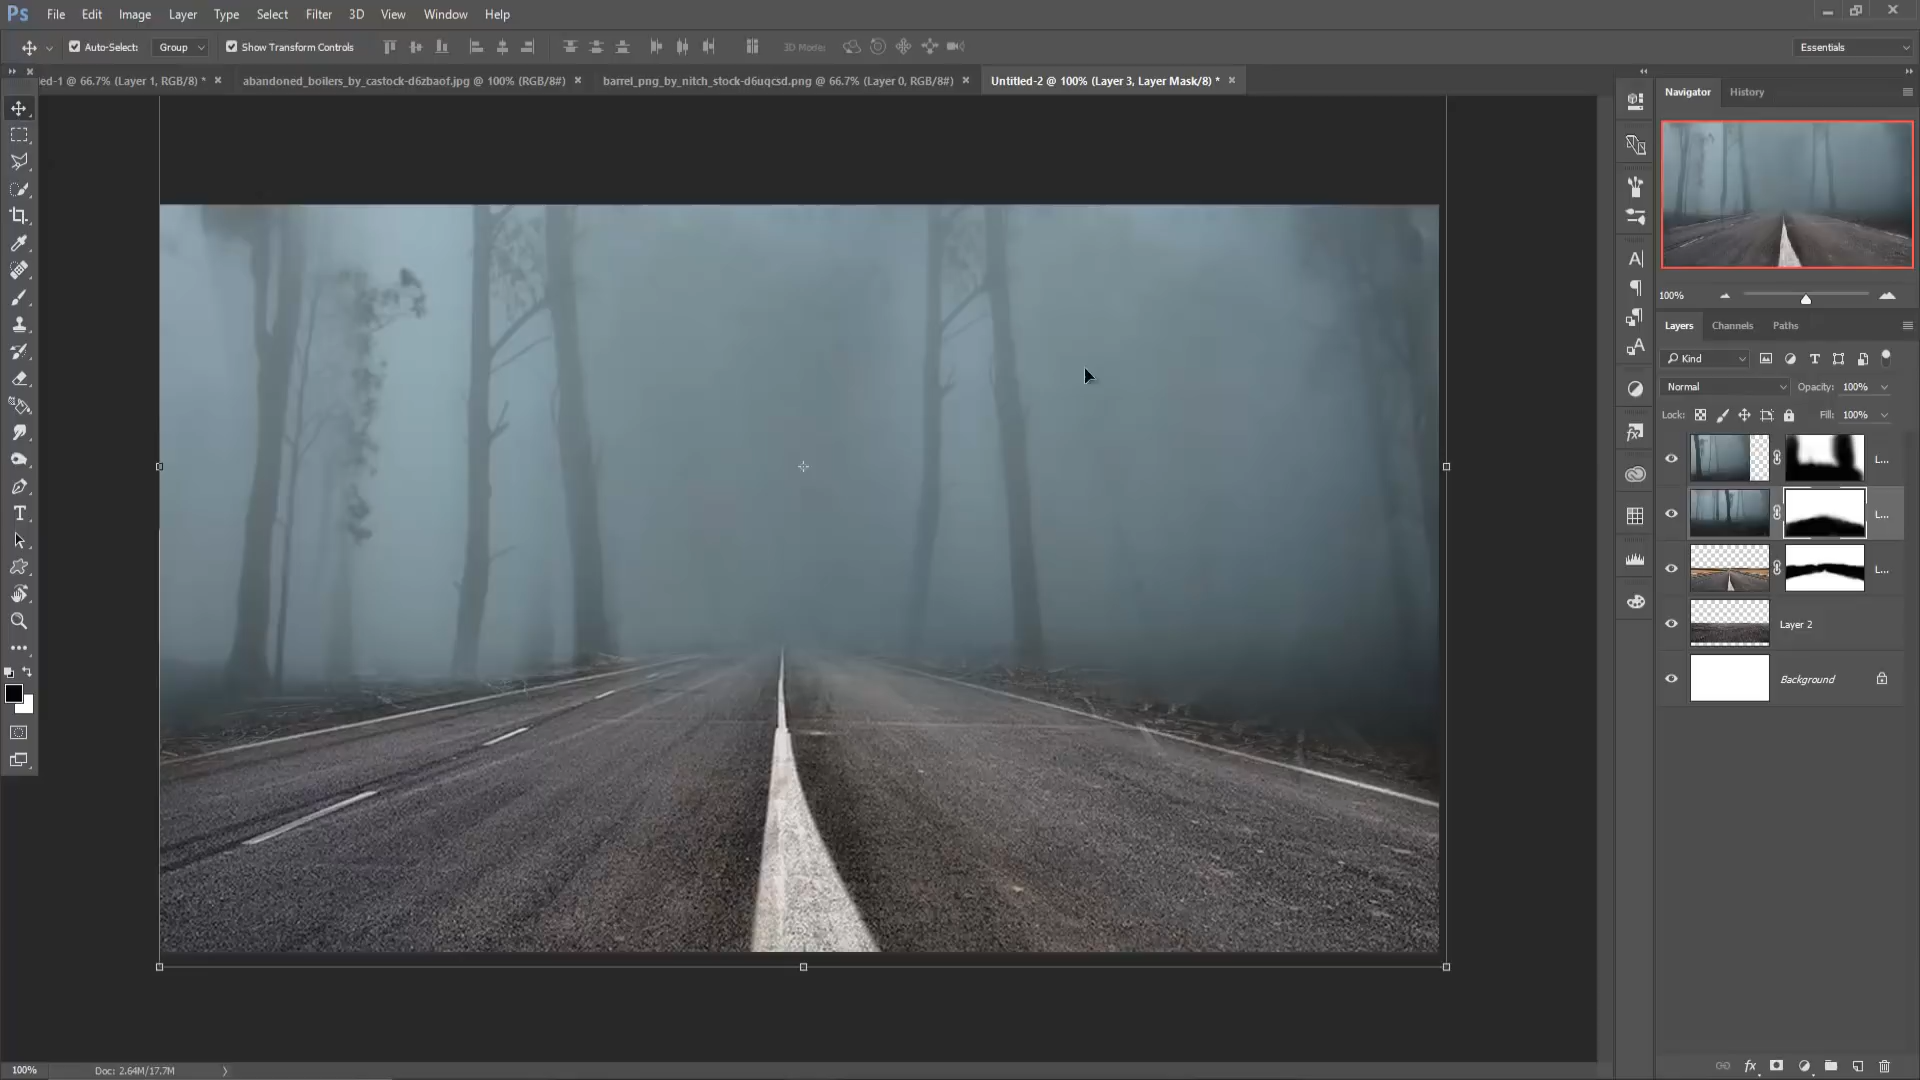 Ps File Edit Image Layer Type Select Filter 3D View Window Help
Auto-Select: Group Show Transform Controls 3D Mode: Essentials
ed-1 @ 66.7% (Layer 1, RGB/8) * abandoned_boilers_by_castock-d6zbaof.jpg @ 100% (RGB/8#) barrel_png_by_nitch_stock-d6uqcsd.png @ 66.7% (Layer 0, RGB/8#) Untitled-2 @ 100% (Layer 3, Layer Mask/8) *
Navigator History
100%
Layers Channels Paths
Kind
Normal Opacity: 100%
Lock: Fill: 100%
L...
L...
L...
Layer 2
Background
100% Doc: 2.64M/17.7M